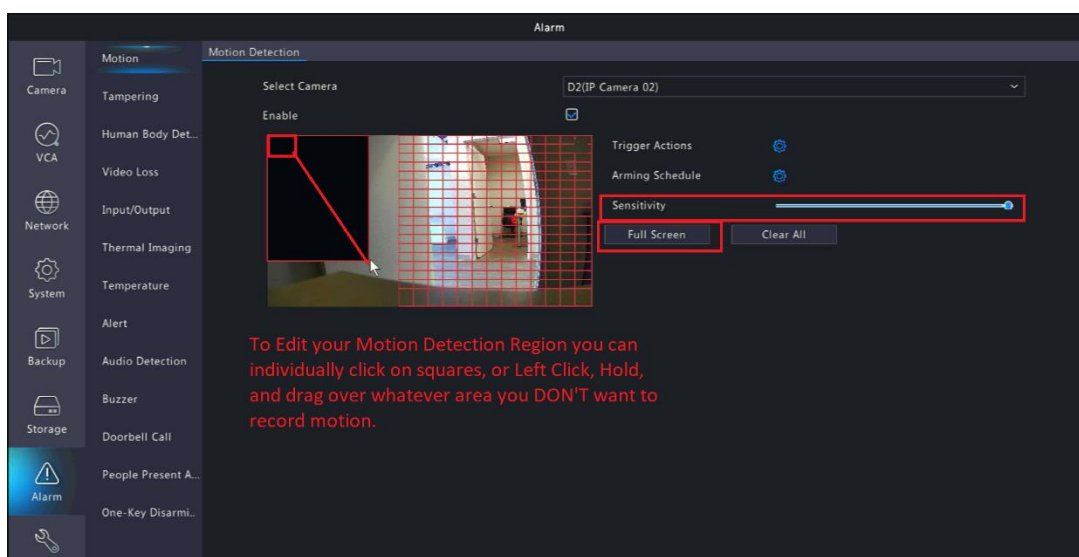 Alarm
Camera
VCA
Network
System
Backup
Storage
Alarm
Motion
Tampering
Human Body Det...
Video Loss
Input/Output
Thermal Imaging
Temperature
Alert
Audio Detection
Buzzer
Doorbell Call
People Present A...
One-Key Disarmi..
Motion Detection
Select Camera
D2(IP Camera 02)
Enable
Trigger Actions
Arming Schedule
Sensitivity
Full Screen
Clear All
To Edit your Motion Detection Region you can
individually click on squares, or Left Click, Hold,
and drag over whatever area you DON'T want to
record motion.